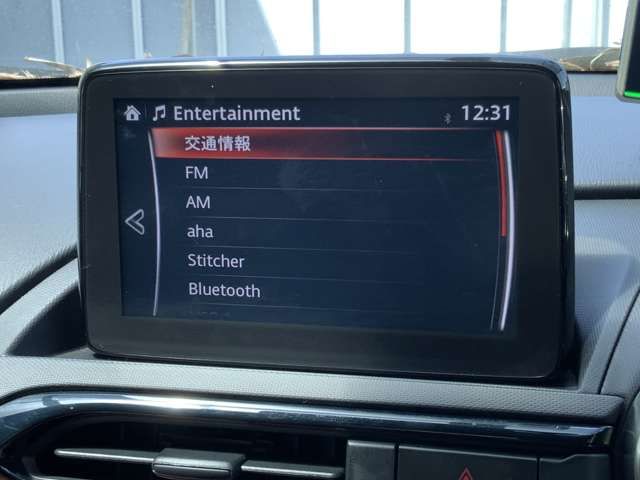 Entertainment 12:31
交通情報
FM
AM
aha
Stitcher
Bluetooth